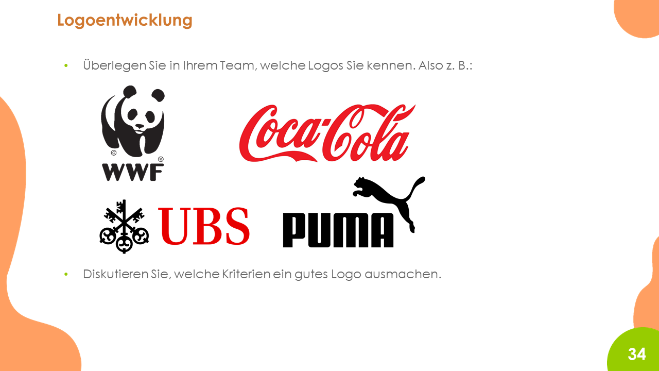 Logoentwicklung
• Überlegen Sie in Ihrem Team, welche Logos Sie kennen. Also z. B.:
©
®
WWF
Coca-Cola
UBS
PUMA
• Diskutieren Sie, welche Kriterien ein gutes Logo ausmachen.
34